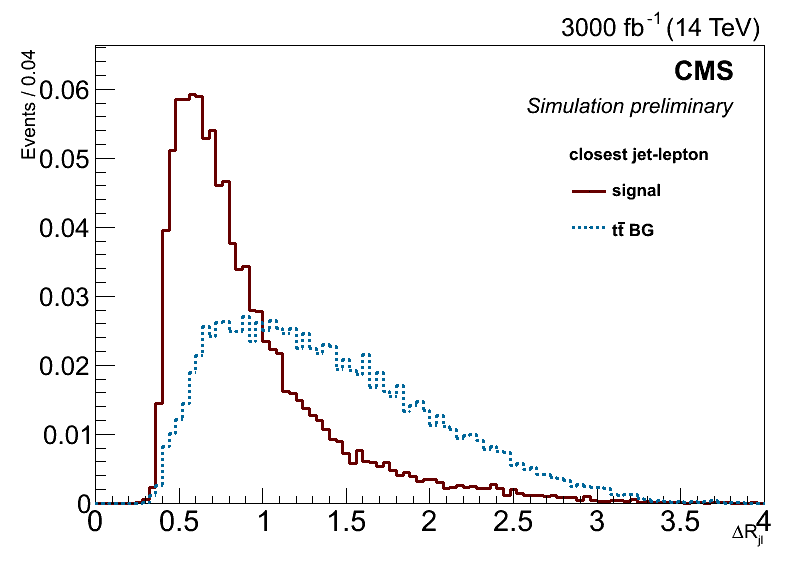 3000 fb⁻¹ (14 TeV)
CMS
Simulation preliminary
closest jet-lepton
signal
tt̄ BG
Events / 0.04
0.06
0.05
0.04
0.03
0.02
0.01
0
0 0.5 1 1.5 2 2.5 3 3.5 4
ΔR_jl